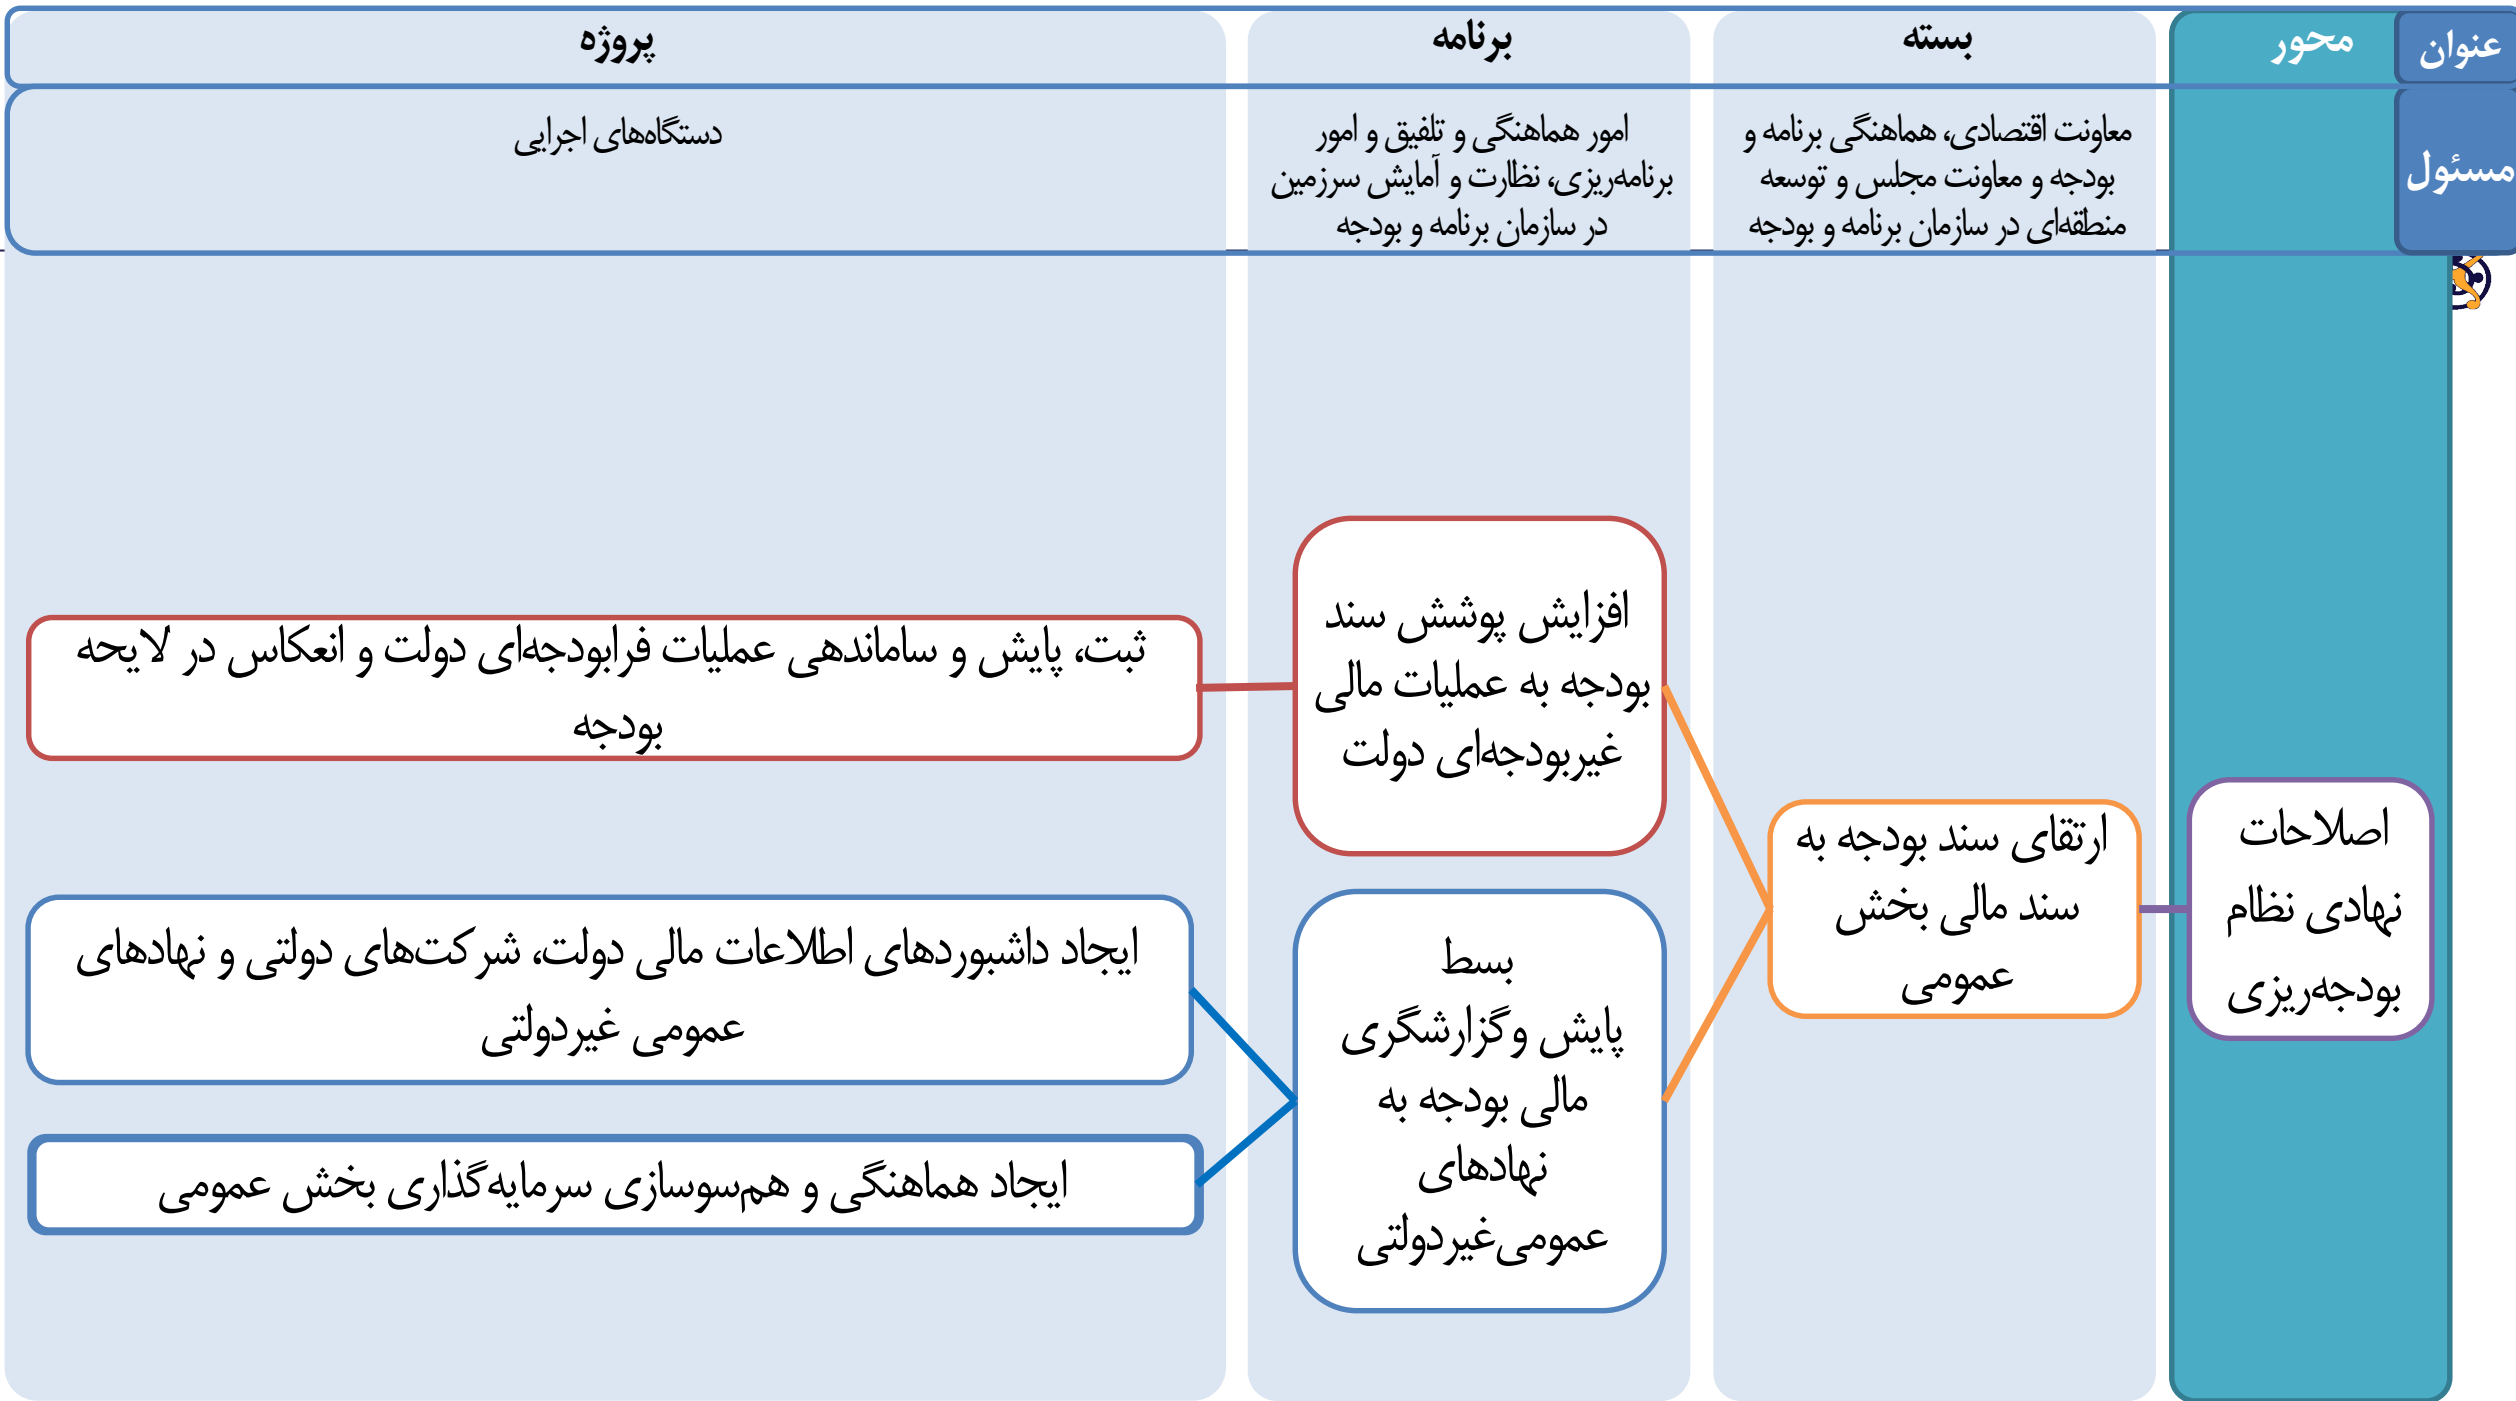 عنوان
محور
بسته
برنامه
پروژه
مسئول
معاونت اقتصادی، هماهنگی برنامه و
بودجه و معاونت مجلس و توسعه
منطقه‌ای در سازمان برنامه و بودجه
امور هماهنگی و تلفیق و امور
برنامه‌ریزی، نظارت و آمایش سرزمین
در سازمان برنامه و بودجه
دستگاه‌های اجرایی
اصلاحات
نهادی نظام
بودجه‌ریزی
ارتقای سند بودجه به
سند مالی بخش
عمومی
افزایش پوشش سند
بودجه به عملیات مالی
غیربودجه‌ای دولت
ثبت، پایش و ساماندهی عملیات فرابودجه‌ای دولت و انعکاس در لایحه
بودجه
بسط
پایش وگزارشگری
مالی بودجه به
نهادهای
عمومی‌غیردولتی
ایجاد داشبوردهای اطلاعات مالی دولت، شرکت‌های دولتی و نهادهای
عمومی غیردولتی
ایجاد هماهنگی و هم‌سوسازی سرمایه‌گذاری بخش عمومی